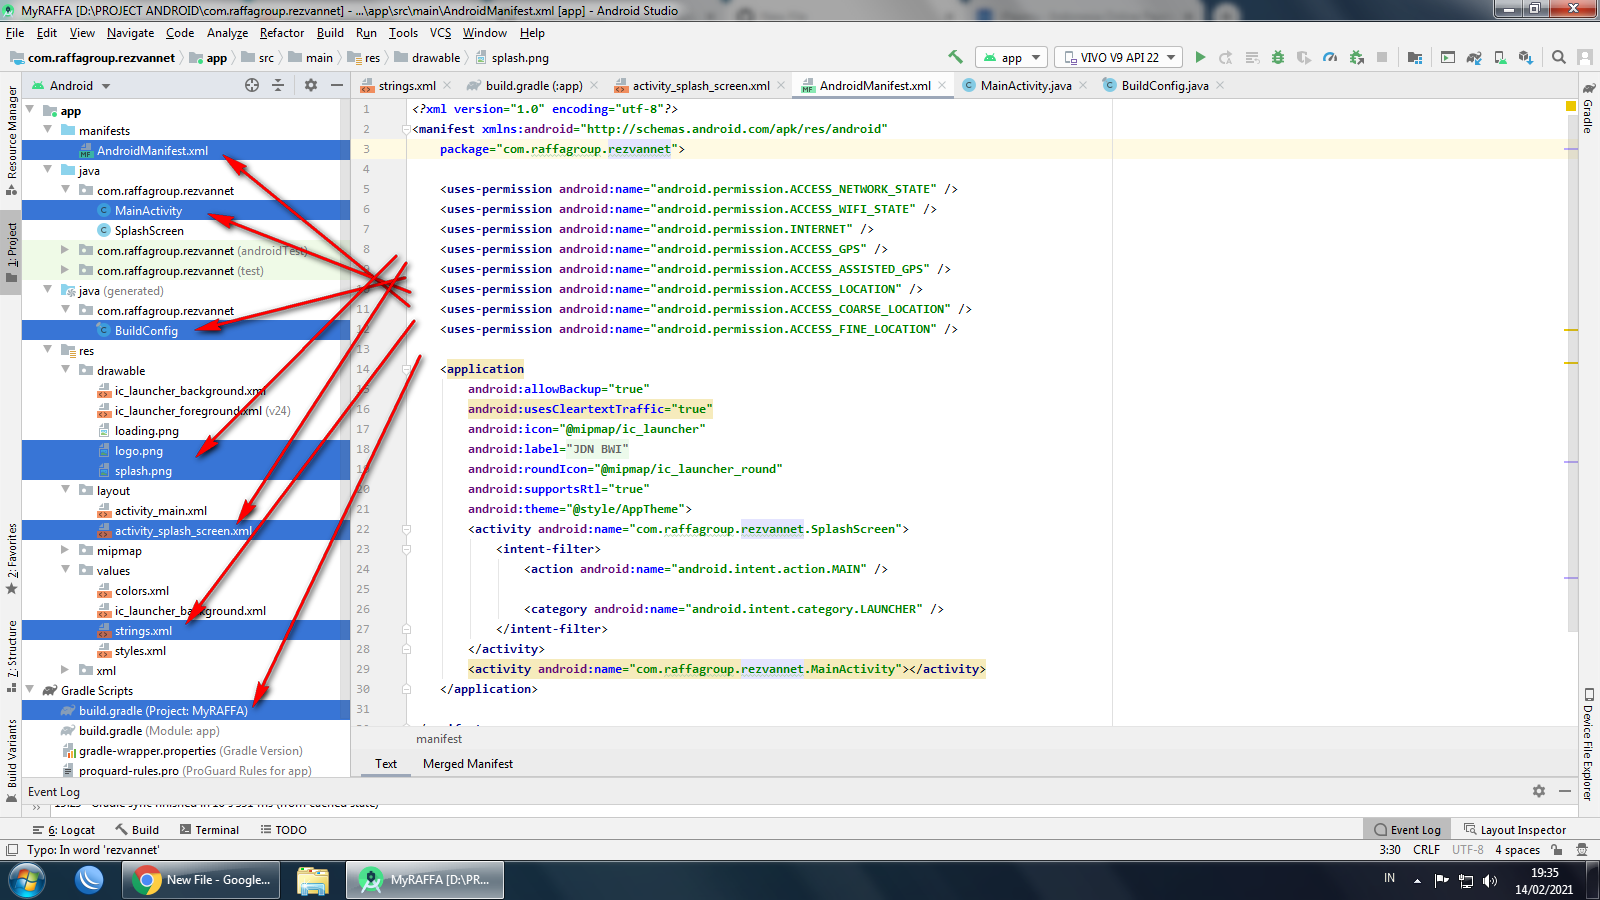 MyRAFFA [D:\PROJECT ANDROID\com.raffagroup.rezvannet] - ...\app\src\main\AndroidManifest.xml [app] - Android Studio
File Edit View Navigate Code Analyze Refactor Build Run Tools VCS Window Help
com.raffagroup.rezvannet app src main res drawable splash.png
app VIVO V9 API 22
Android
strings.xml build.gradle (:app) activity_splash_screen.xml AndroidManifest.xml MainActivity.java BuildConfig.java
Resource Manager
1: Project
2: Favorites
7: Structure
Build Variants
app
manifests
AndroidManifest.xml
java
com.raffagroup.rezvannet
MainActivity
SplashScreen
com.raffagroup.rezvannet (androidTest)
com.raffagroup.rezvannet (test)
java (generated)
com.raffagroup.rezvannet
BuildConfig
res
drawable
ic_launcher_background.xml
ic_launcher_foreground.xml (v24)
loading.png
logo.png
splash.png
layout
activity_main.xml
activity_splash_screen.xml
mipmap
values
colors.xml
ic_launcher_background.xml
strings.xml
styles.xml
xml
Gradle Scripts
build.gradle (Project: MyRAFFA)
build.gradle (Module: app)
gradle-wrapper.properties (Gradle Version)
proguard-rules.pro (ProGuard Rules for app)
1 <?xml version="1.0" encoding="utf-8"?>
2 <manifest xmlns:android="http://schemas.android.com/apk/res/android"
3 package="com.raffagroup.rezvannet">
4
5 <uses-permission android:name="android.permission.ACCESS_NETWORK_STATE" />
6 <uses-permission android:name="android.permission.ACCESS_WIFI_STATE" />
7 <uses-permission android:name="android.permission.INTERNET" />
8 <uses-permission android:name="android.permission.ACCESS_GPS" />
9 <uses-permission android:name="android.permission.ACCESS_ASSISTED_GPS" />
10 <uses-permission android:name="android.permission.ACCESS_LOCATION" />
11 <uses-permission android:name="android.permission.ACCESS_COARSE_LOCATION" />
12 <uses-permission android:name="android.permission.ACCESS_FINE_LOCATION" />
13
14 <application
15 android:allowBackup="true"
16 android:usesCleartextTraffic="true"
17 android:icon="@mipmap/ic_launcher"
18 android:label="JDN BWI"
19 android:roundIcon="@mipmap/ic_launcher_round"
20 android:supportsRtl="true"
21 android:theme="@style/AppTheme">
22 <activity android:name="com.raffagroup.rezvannet.SplashScreen">
23 <intent-filter>
24 <action android:name="android.intent.action.MAIN" />
25
26 <category android:name="android.intent.category.LAUNCHER" />
27 </intent-filter>
28 </activity>
29 <activity android:name="com.raffagroup.rezvannet.MainActivity"></activity>
30 </application>
31
manifest
Text Merged Manifest
Gradle
Device File Explorer
Event Log
6: Logcat Build Terminal TODO Event Log Layout Inspector
Typo: In word 'rezvannet' 3:30 CRLF UTF-8 4 spaces
New File - Google... MyRAFFA [D:\PR... IN 19:35
14/02/2021